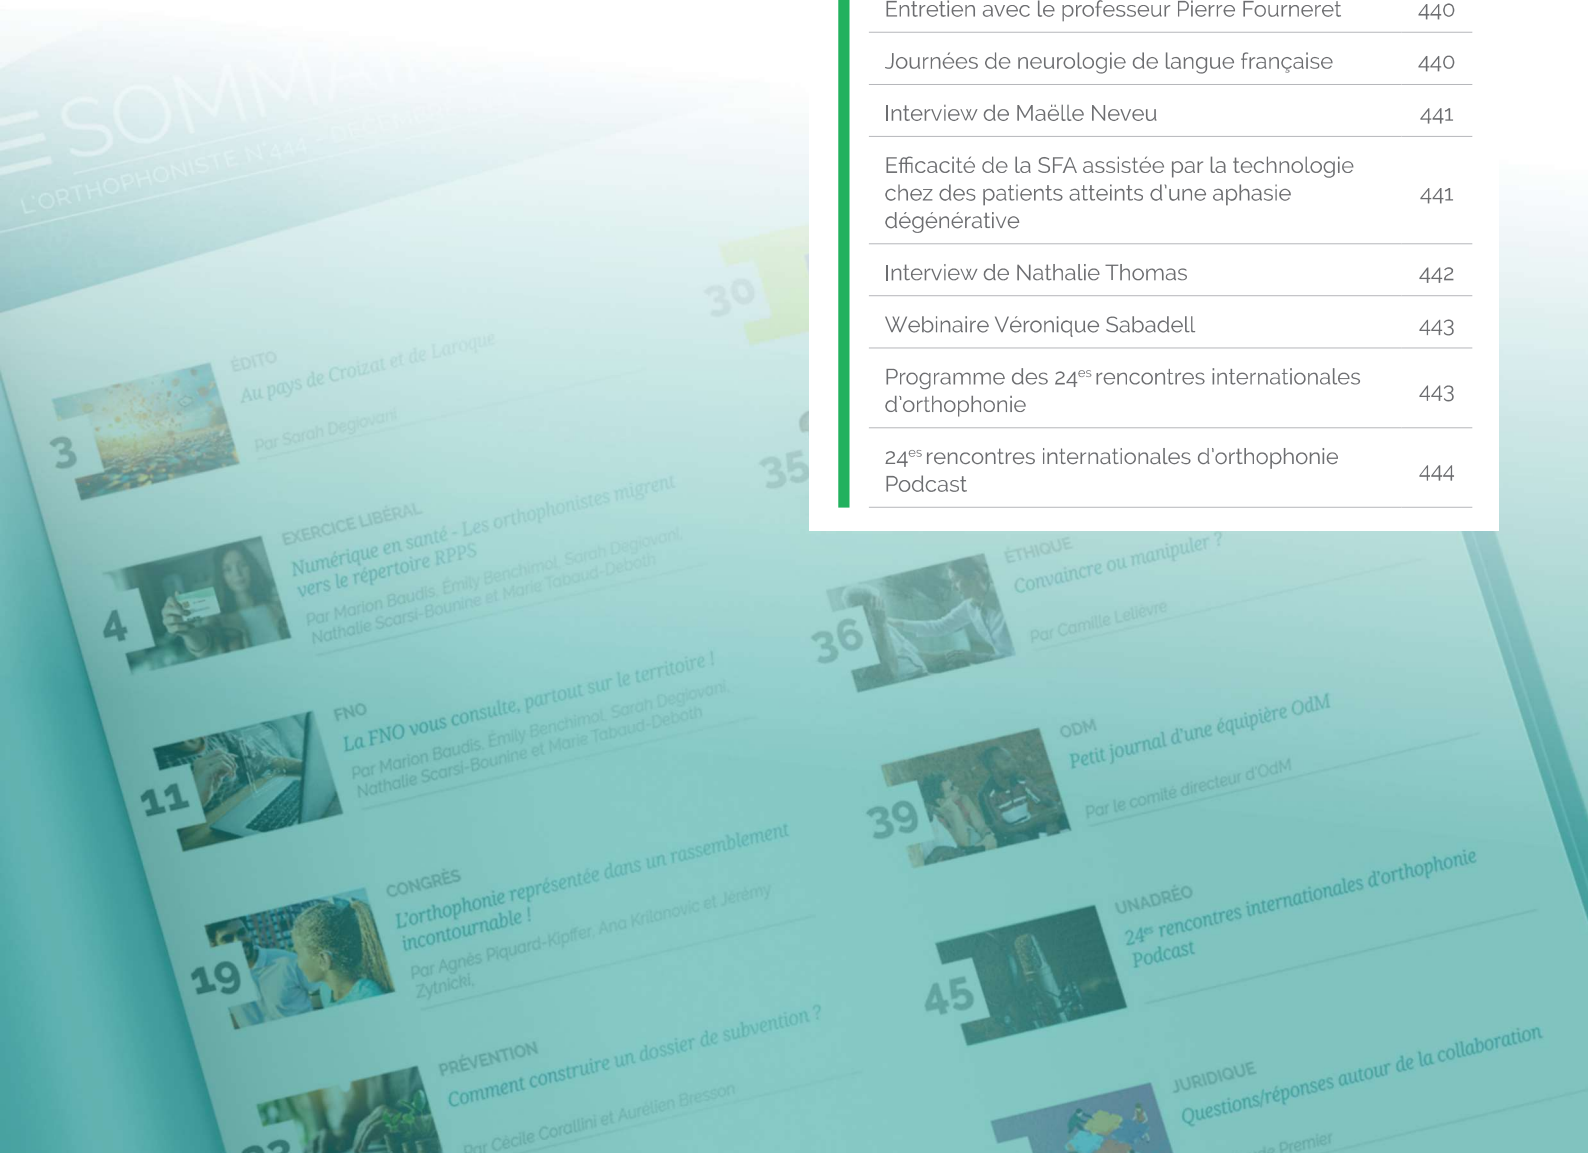 Entretien avec le professeur Pierre Fourneret 440
Journées de neurologie de langue française 440
Interview de Maëlle Neveu 441
Efficacité de la SFA assistée par la technologie
chez des patients atteints d'une aphasie 441
dégénérative
Interview de Nathalie Thomas 442
Webinaire Véronique Sabadell 443
Programme des 24es rencontres internationales
d'orthophonie 443
24es rencontres internationales d'orthophonie
Podcast 444
L'ORTHOPHONISTE N°444
3
ÉDITO
Au pays de Croizat et de Laroque
Par Sarah Degiovani
4
EXERCICE LIBÉRAL
Numérique en santé - Les orthophonistes migrent
vers le répertoire RPPS
Par Marion Baudis, Émily Benchimol, Sarah Degiovani,
Nathalie Scarsi-Bounine et Marie Tabaud-Deboth
11
FNO
La FNO vous consulte, partout sur le territoire !
Par Marion Baudis, Émily Benchimol, Sarah Degiovani,
Nathalie Scarsi-Bounine et Marie Tabaud-Deboth
19
CONGRÈS
L'orthophonie représentée dans un rassemblement
incontournable !
Par Agnès Piquard-Kipffer, Ana Krilanovic et Jérémy
Zytnicki,
PRÉVENTION
Comment construire un dossier de subvention ?
Par Cécile Corallini et Aurélien Bresson
30
35
36
ÉTHIQUE
Convaincre ou manipuler ?
Par Camille Lelièvre
39
ODM
Petit journal d'une équipière OdM
Par le comité directeur d'OdM
45
UNADRÉO
24es rencontres internationales d'orthophonie
Podcast
JURIDIQUE
Questions/réponses autour de la collaboration
Premier